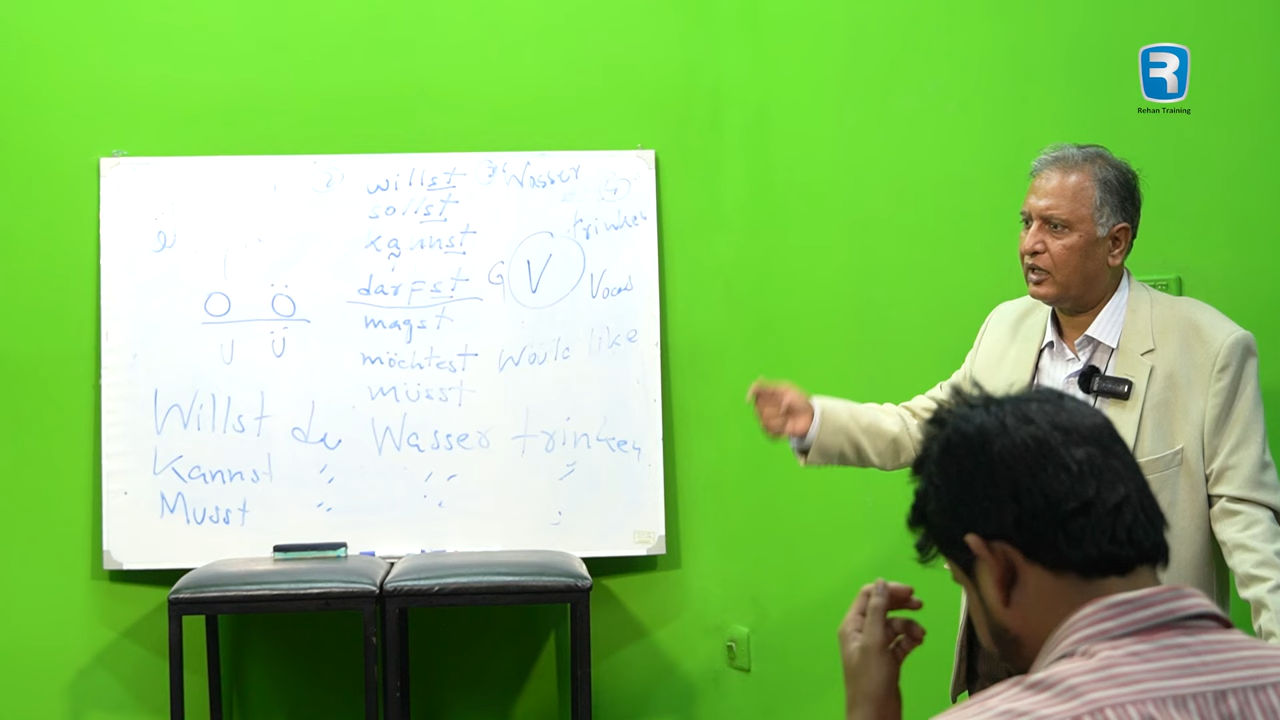 Rehan Training
willst Wasser
sollst
kannst trinken
darfst G V
magst
möchtest Would like
müsst
O Ö
U Ü
Willst du Wasser trinken
Kannst " " "
Musst " "